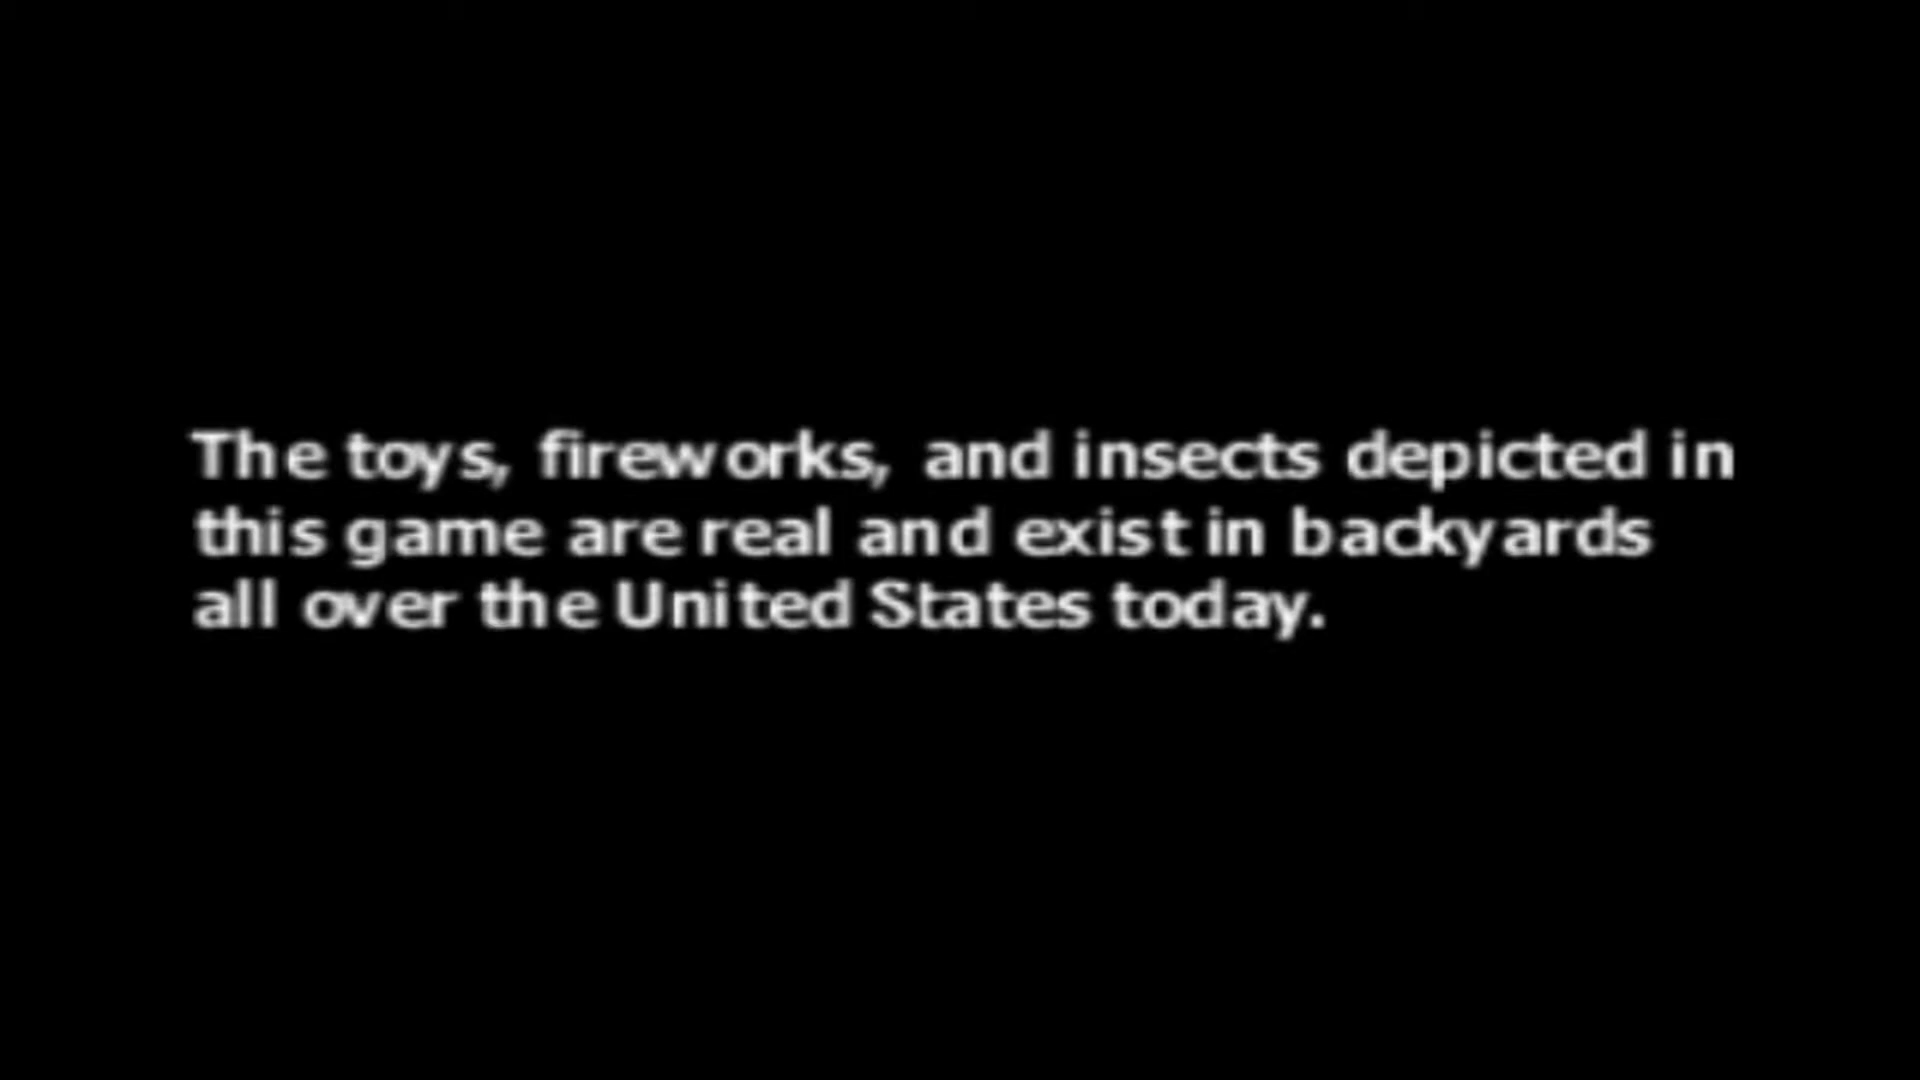 The toys, fireworks, and insects depicted in
this game are real and exist in backyards
all over the United States today.